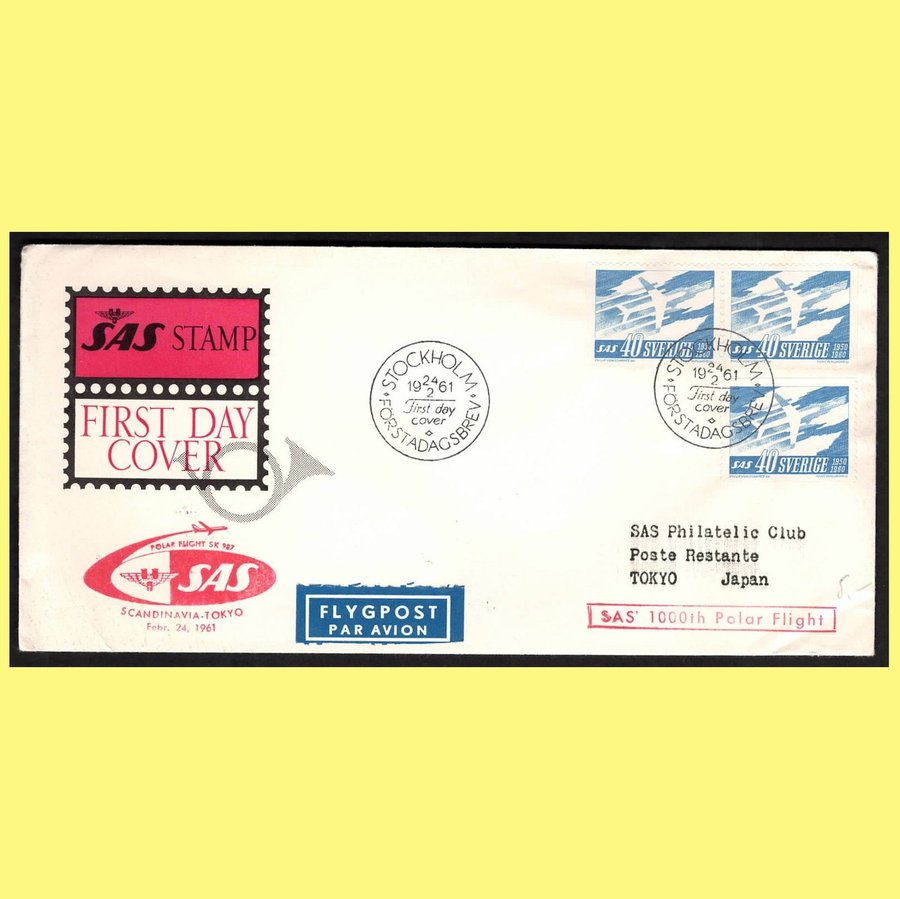 SAS STAMP
FIRST DAY
COVER
POLAR FLIGHT SK 987
SAS
SCANDINAVIA-TOKYO
Febr. 24, 1961
STOCKHOLM
19 24/2 61
First day
cover
FÖRSTADAGSBREV
FLYGPOST
PAR AVION
SAS 40 SVERIGE 1950 1960
SAS 40 SVERIGE 1950 1960
STOCKHOLM
19 24/2 61
First day
cover
FÖRSTADAGSBREV
SAS 40 SVERIGE 1950 1960
SAS Philatelic Club
Poste Restante
TOKYO Japan
SAS' 1000th Polar Flight